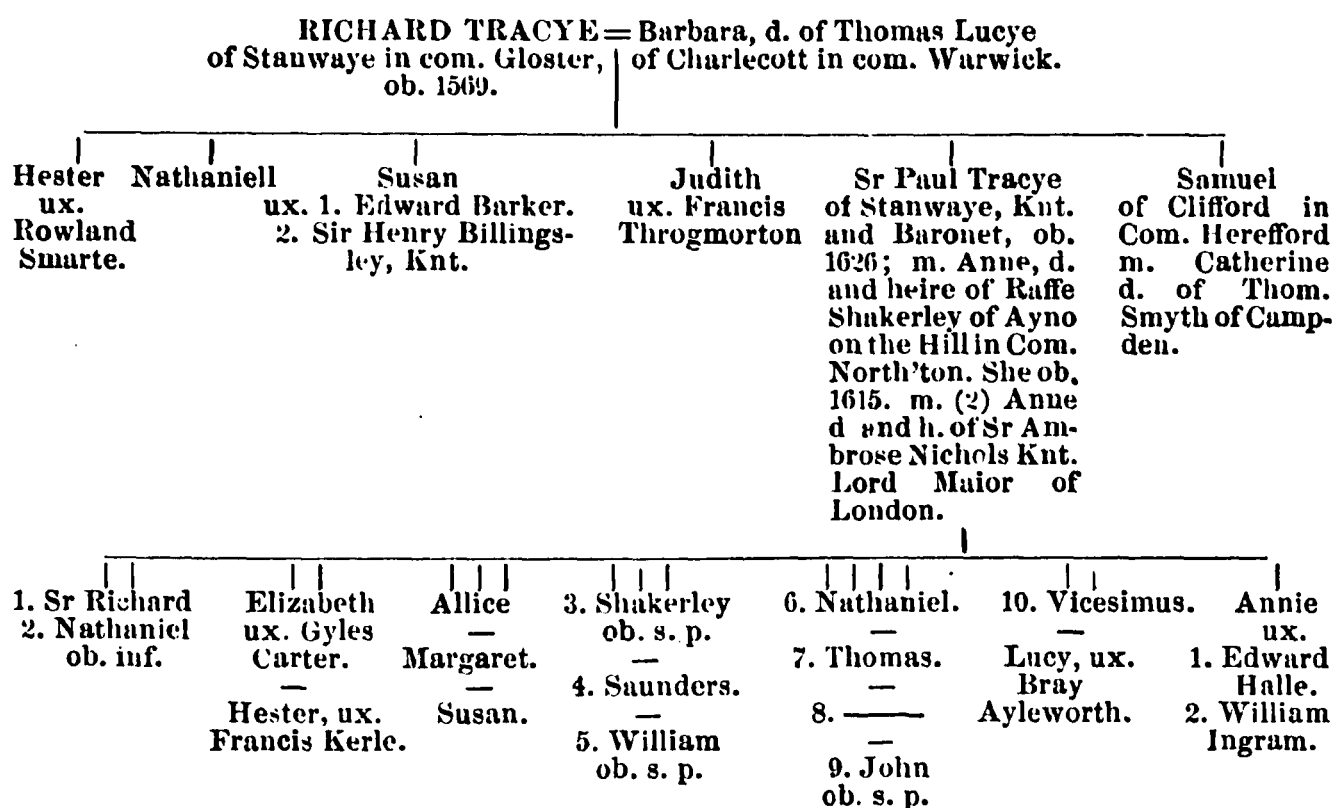 RICHARD TRACYE = Barbara, d. of Thomas Lucye
of Stanwaye in com. Gloster, of Charlecott in com. Warwick.
ob. 1569.
Hester
ux.
Rowland
Smarte.
Nathaniell
Susan
ux. 1. Edward Barker.
2. Sir Henry Billings-
ley, Knt.
Judith
ux. Francis
Throgmorton
Sr Paul Tracye
of Stanwaye, Knt.
and Baronet, ob.
1626; m. Anne, d.
and heire of Raffe
Shakerley of Ayno
on the Hill in Com.
North'ton. She ob.
1615. m. (2) Anne
d and h. of Sr Am-
brose Nichols Knt.
Lord Maior of
London.
Samuel
of Clifford in
Com. Herefford
m. Catherine
d. of Thom.
Smyth of Camp-
den.
1. Sr Richard
2. Nathaniel
ob. inf.
Elizabeth
ux. Gyles
Carter.
—
Hester, ux.
Francis Kerle.
Allice
—
Margaret.
—
Susan.
3. Shakerley
ob. s. p.
—
4. Saunders.
—
5. William
ob. s. p.
6. Nathaniel.
—
7. Thomas.
—
8. ——
—
9. John
ob. s. p.
10. Vicesimus.
—
Lucy, ux.
Bray
Ayleworth.
Annie
ux.
1. Edward
Halle.
2. William
Ingram.